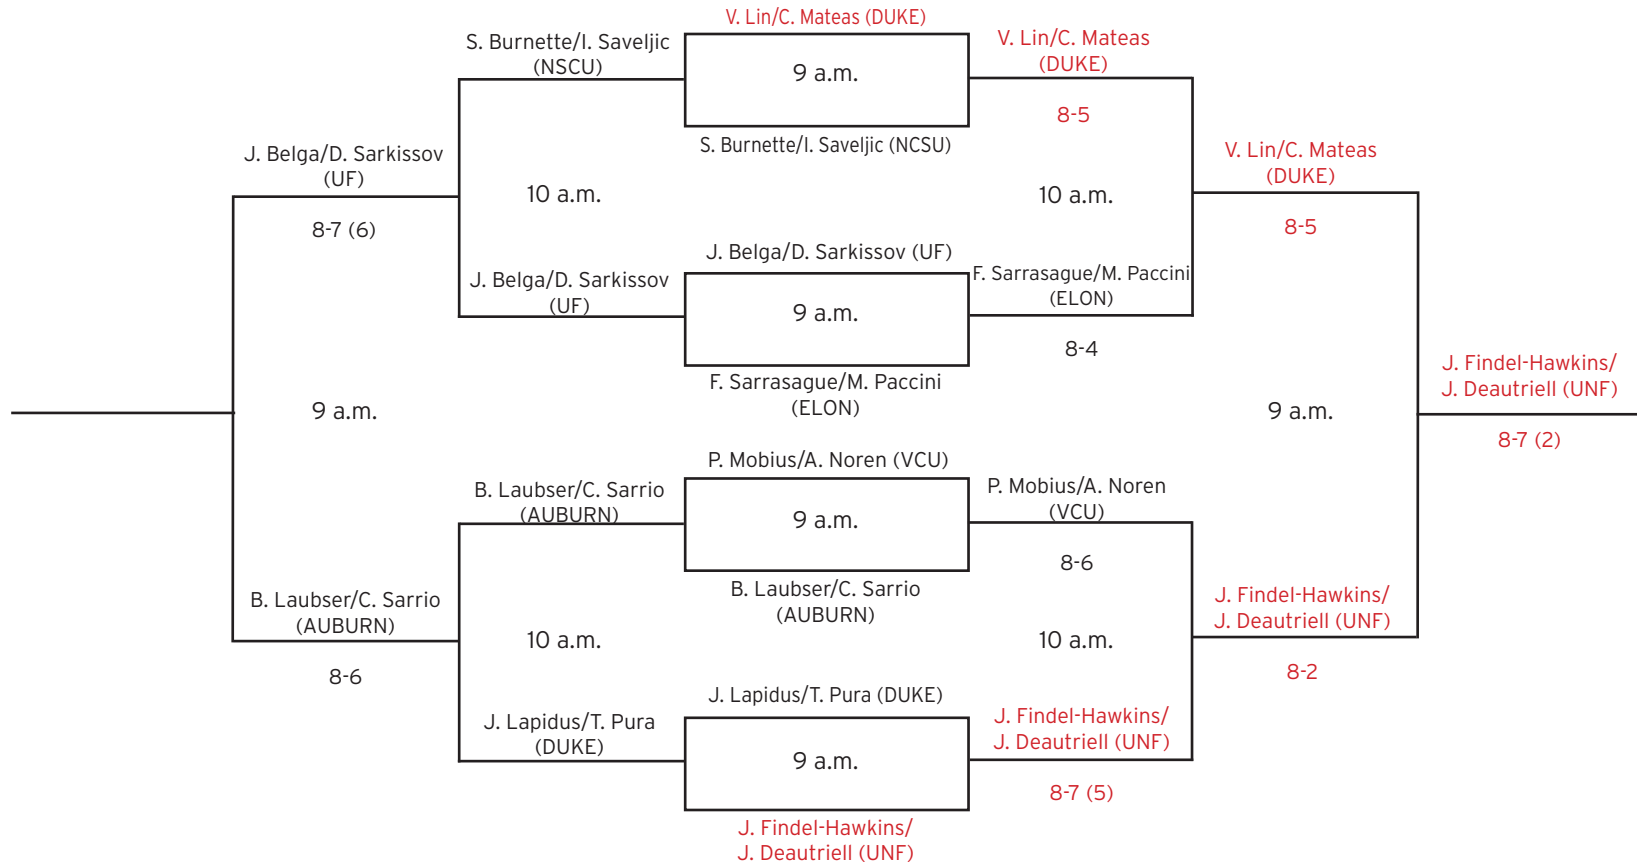 V. Lin/C. Mateas (DUKE)
S. Burnette/I. Saveljic
(NSCU)
9 a.m.
V. Lin/C. Mateas
(DUKE)
8-5
S. Burnette/I. Saveljic (NCSU)
J. Belga/D. Sarkissov
(UF)
8-7 (6)
10 a.m.
10 a.m.
V. Lin/C. Mateas
(DUKE)
8-5
J. Belga/D. Sarkissov (UF)
J. Belga/D. Sarkissov
(UF)
9 a.m.
F. Sarrasague/M. Paccini
(ELON)
8-4
F. Sarrasague/M. Paccini
(ELON)
9 a.m.
9 a.m.
J. Findel-Hawkins/
J. Deautriell (UNF)
8-7 (2)
P. Mobius/A. Noren (VCU)
B. Laubser/C. Sarrio
(AUBURN)
9 a.m.
P. Mobius/A. Noren
(VCU)
8-6
B. Laubser/C. Sarrio
(AUBURN)
B. Laubser/C. Sarrio
(AUBURN)
8-6
10 a.m.
10 a.m.
J. Findel-Hawkins/
J. Deautriell (UNF)
8-2
J. Lapidus/T. Pura (DUKE)
J. Lapidus/T. Pura
(DUKE)
9 a.m.
J. Findel-Hawkins/
J. Deautriell (UNF)
8-7 (5)
J. Findel-Hawkins/
J. Deautriell (UNF)